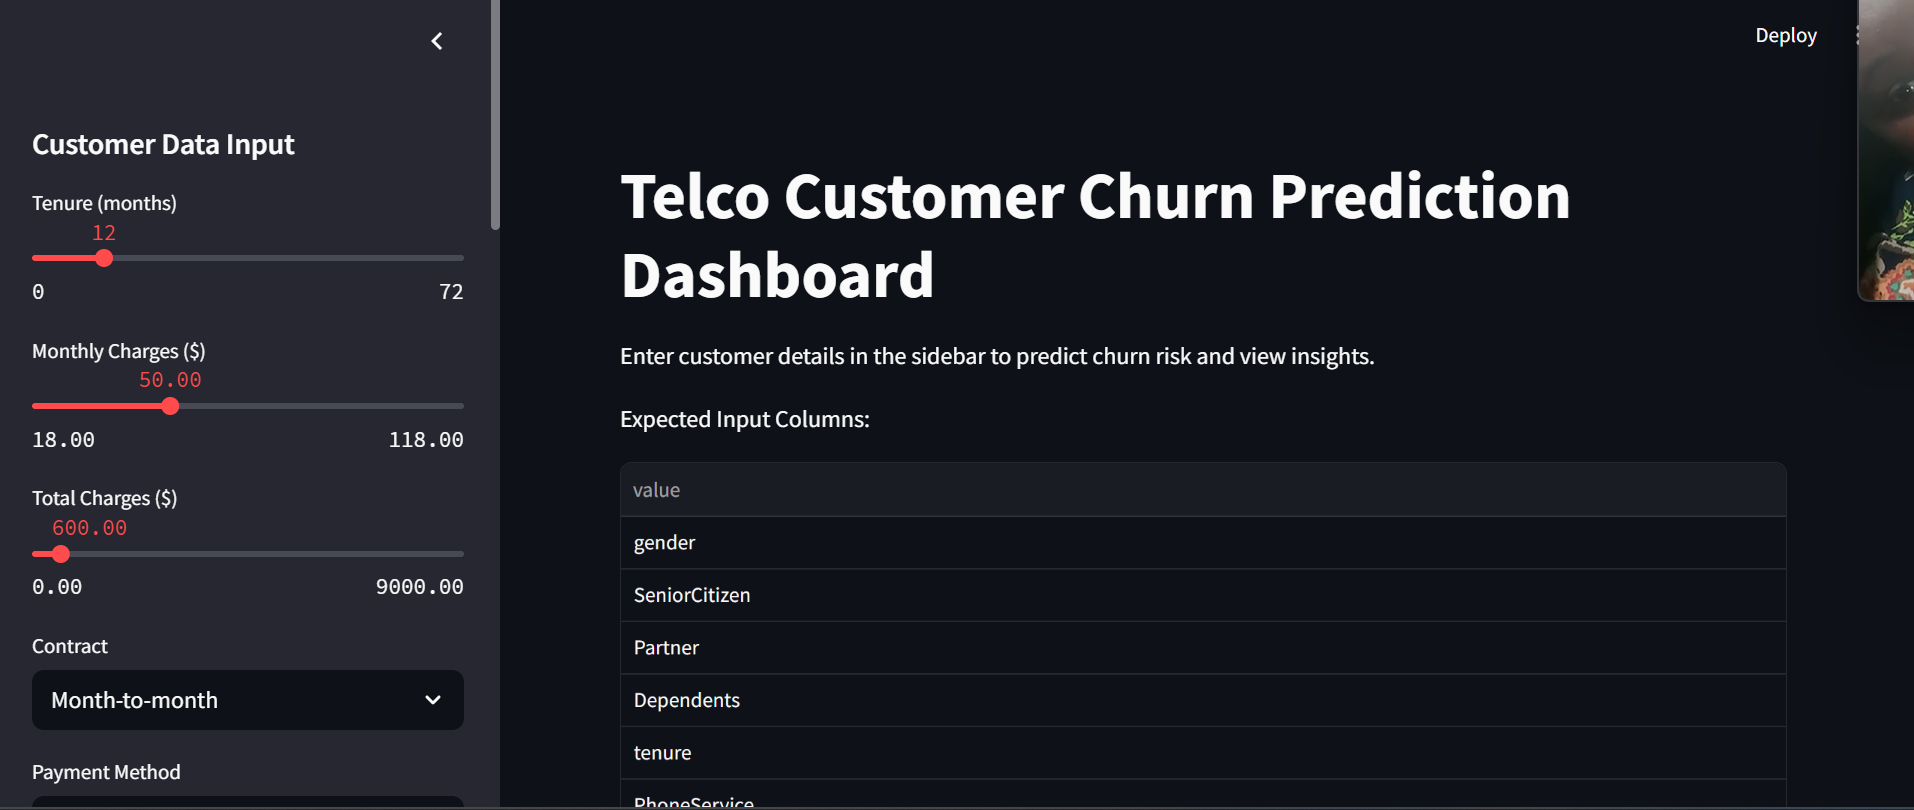 Deploy
Customer Data Input
Tenure (months)
12
0 72
Monthly Charges ($)
50.00
18.00 118.00
Total Charges ($)
600.00
0.00 9000.00
Contract
Month-to-month
Payment Method
Telco Customer Churn Prediction
Dashboard
Enter customer details in the sidebar to predict churn risk and view insights.
Expected Input Columns:
value
gender
SeniorCitizen
Partner
Dependents
tenure
PhoneService